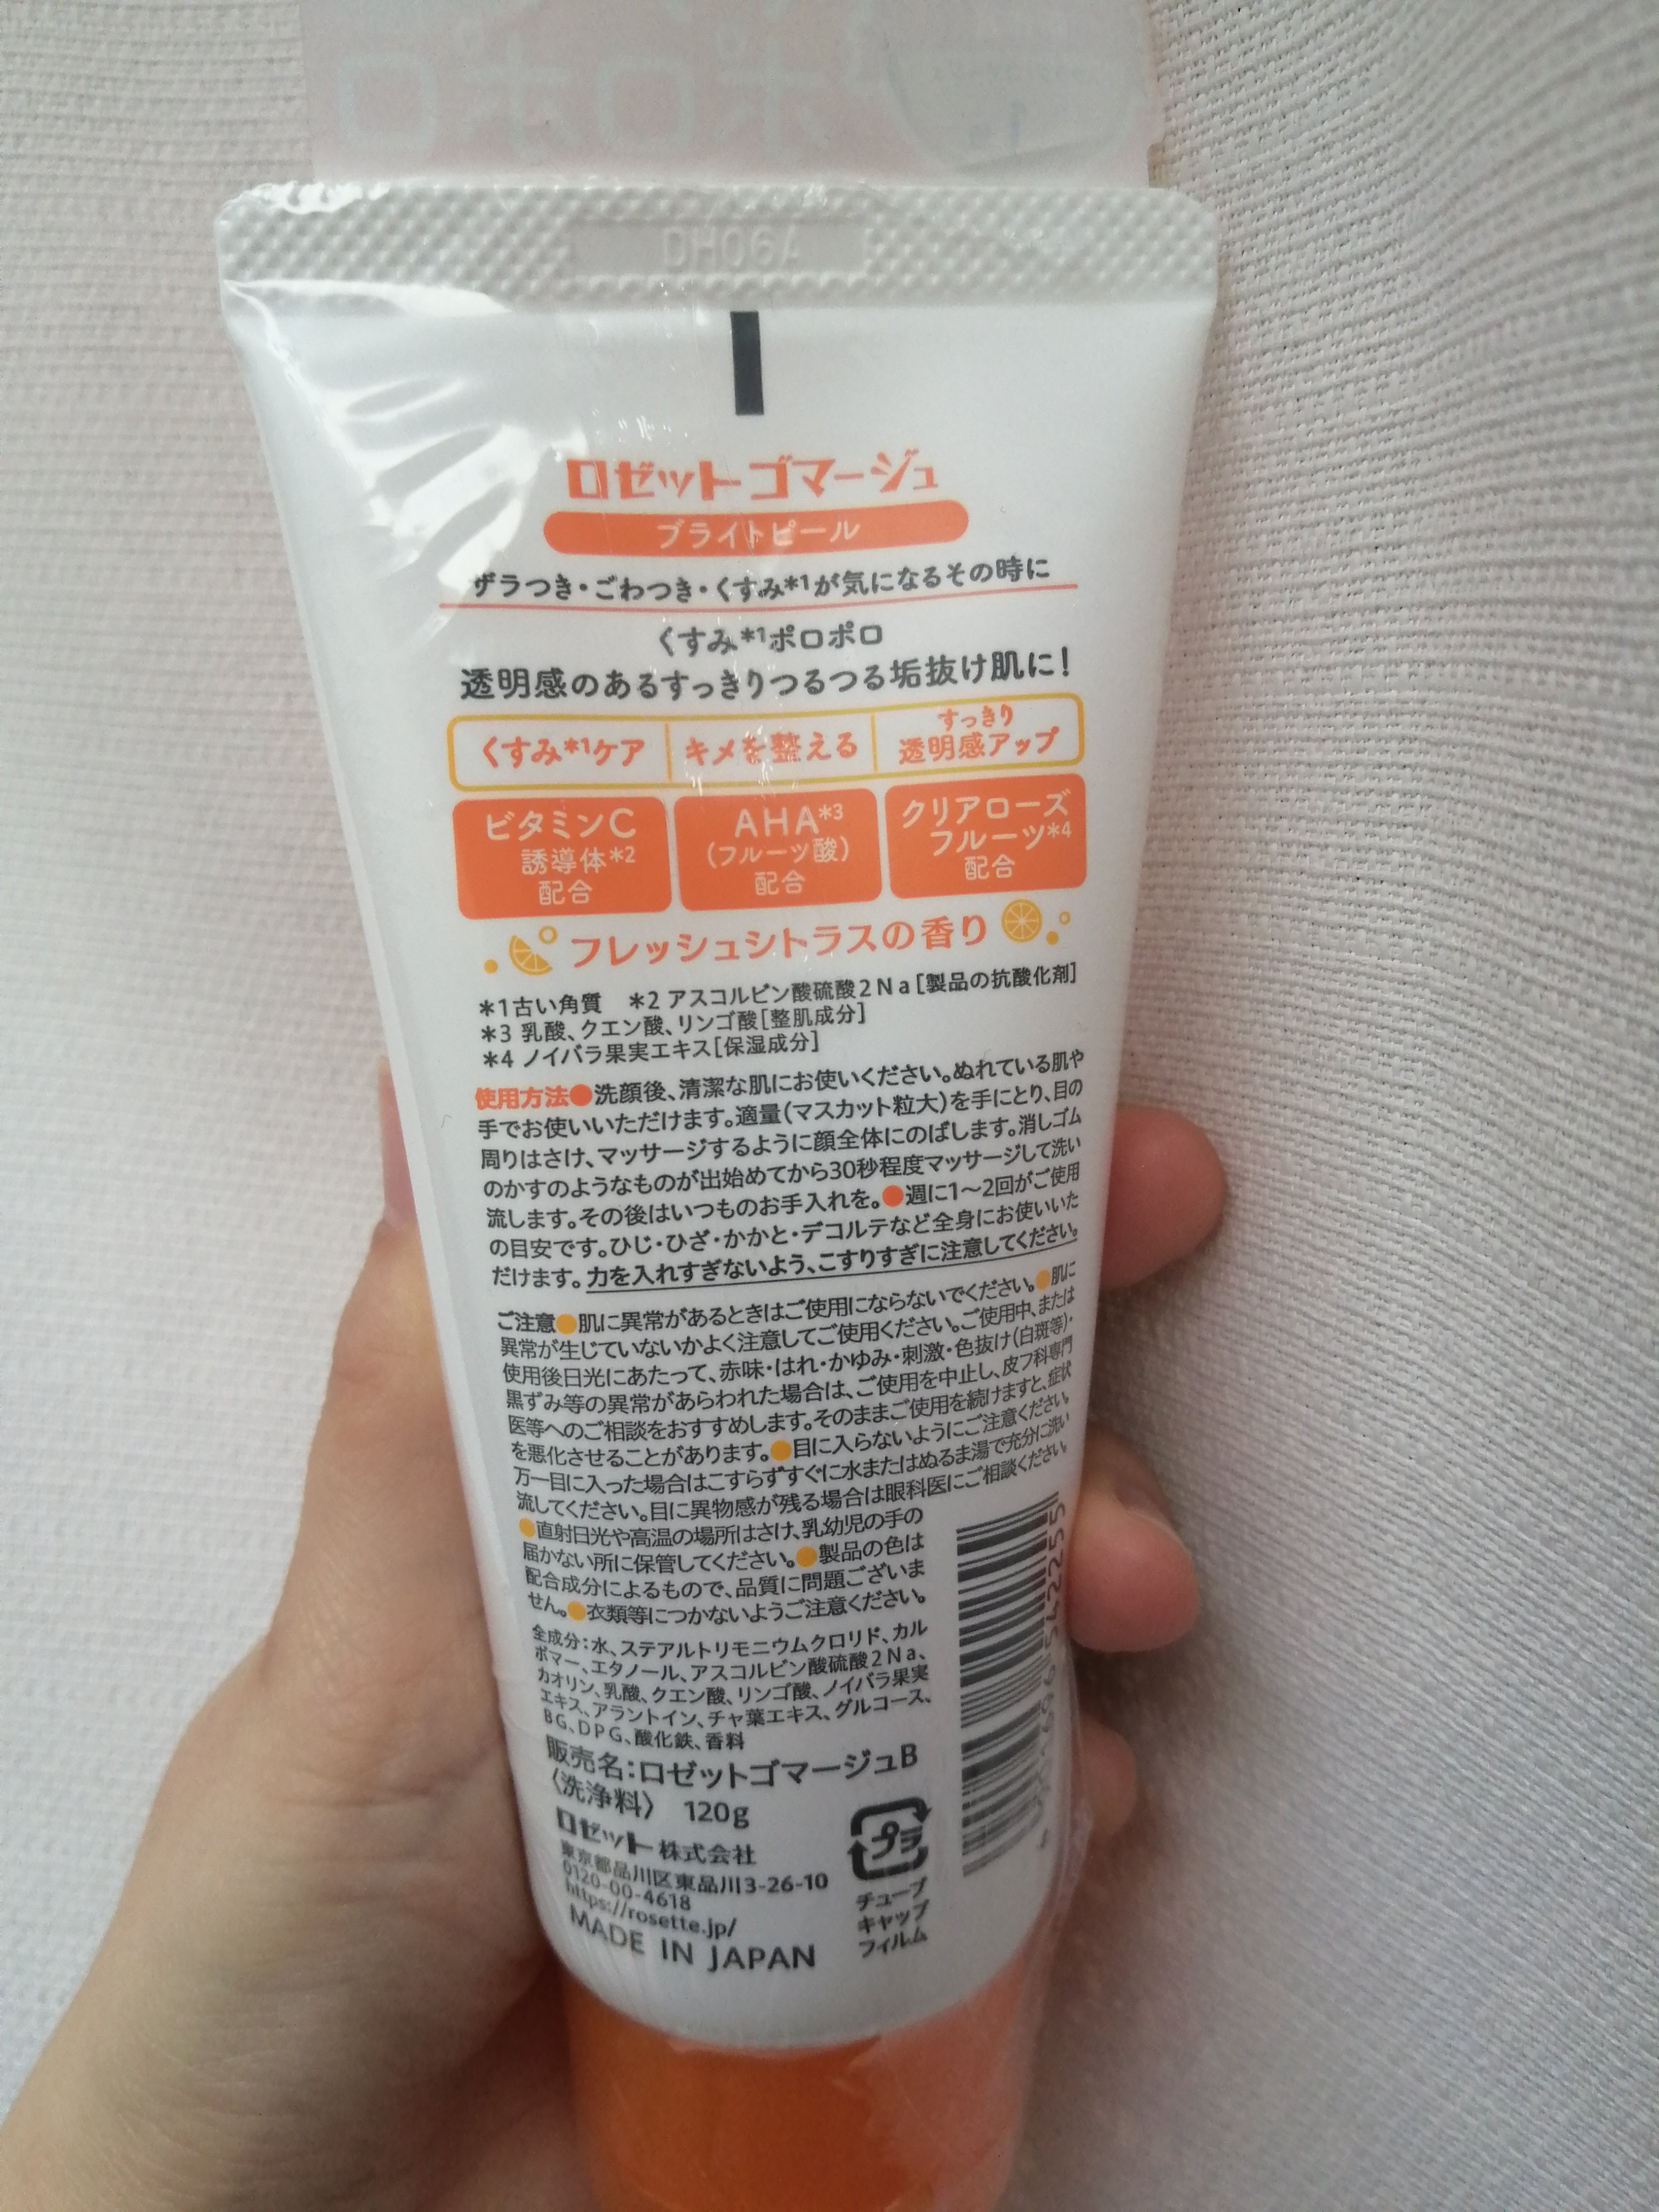 ポロポロ
DH06A
ロゼットゴマージュ
ブライトピール
ザラつき・ごわつき・くすみ*1が気になるその時に
くすみ*1ポロポロ
透明感のあるすっきりつるつる垢抜け肌に!
くすみ*1ケア
キメを整える
すっきり
透明感アップ
ビタミンC
誘導体*2
配合
AHA*3
(フルーツ酸)
配合
クリアローズ
フルーツ*4
配合
フレッシュシトラスの香り
*1古い角質 *2 アスコルビン酸硫酸2Na[製品の抗酸化剤]
*3 乳酸、クエン酸、リンゴ酸[整肌成分]
*4 ノイバラ果実エキス[保湿成分]
使用方法●洗顔後、清潔な肌にお使いください。ぬれている肌や
手でお使いいただけます。適量(マスカット粒大)を手にとり、目の
周りはさけ、マッサージするように顔全体にのばします。消しゴム
のかすのようなものが出始めてから30秒程度マッサージして洗い
流します。その後はいつものお手入れを。●週に1〜2回がご使用
の目安です。ひじ・ひざ・かかと・デコルテなど全身にお使いいた
だけます。力を入れすぎないよう、こすりすぎに注意してください。
ご注意●肌に異常があるときはご使用にならないでください。●肌に
異常が生じていないかよく注意してご使用ください。ご使用中、または
使用後日光にあたって、赤味・はれ・かゆみ・刺激・色抜け(白斑等)・
黒ずみ等の異常があらわれた場合は、ご使用を中止し、皮フ科専門
医等へのご相談をおすすめします。そのままご使用を続けますと、症状
を悪化させることがあります。●目に入らないようにご注意ください。
万一目に入った場合はこすらずすぐに水またはぬるま湯で充分に洗い
流してください。目に異物感が残る場合は眼科医にご相談ください。
●直射日光や高温の場所はさけ、乳幼児の手の
届かない所に保管してください。●製品の色は
配合成分によるもので、品質に問題ございま
せん。●衣類等につかないようご注意ください。
全成分:水、ステアルトリモニウムクロリド、カル
ボマー、エタノール、アスコルビン酸硫酸2Na、
カオリン、乳酸、クエン酸、リンゴ酸、ノイバラ果実
エキス、アラントイン、チャ葉エキス、グルコース、
BG、DPG、酸化鉄、香料
販売名:ロゼットゴマージュB
〈洗浄料〉 120g
ロゼット株式会社
東京都品川区東品川3-26-10
0120-00-4618
https://rosette.jp/
MADE IN JAPAN
プラ
チューブ
キャップ
フィルム